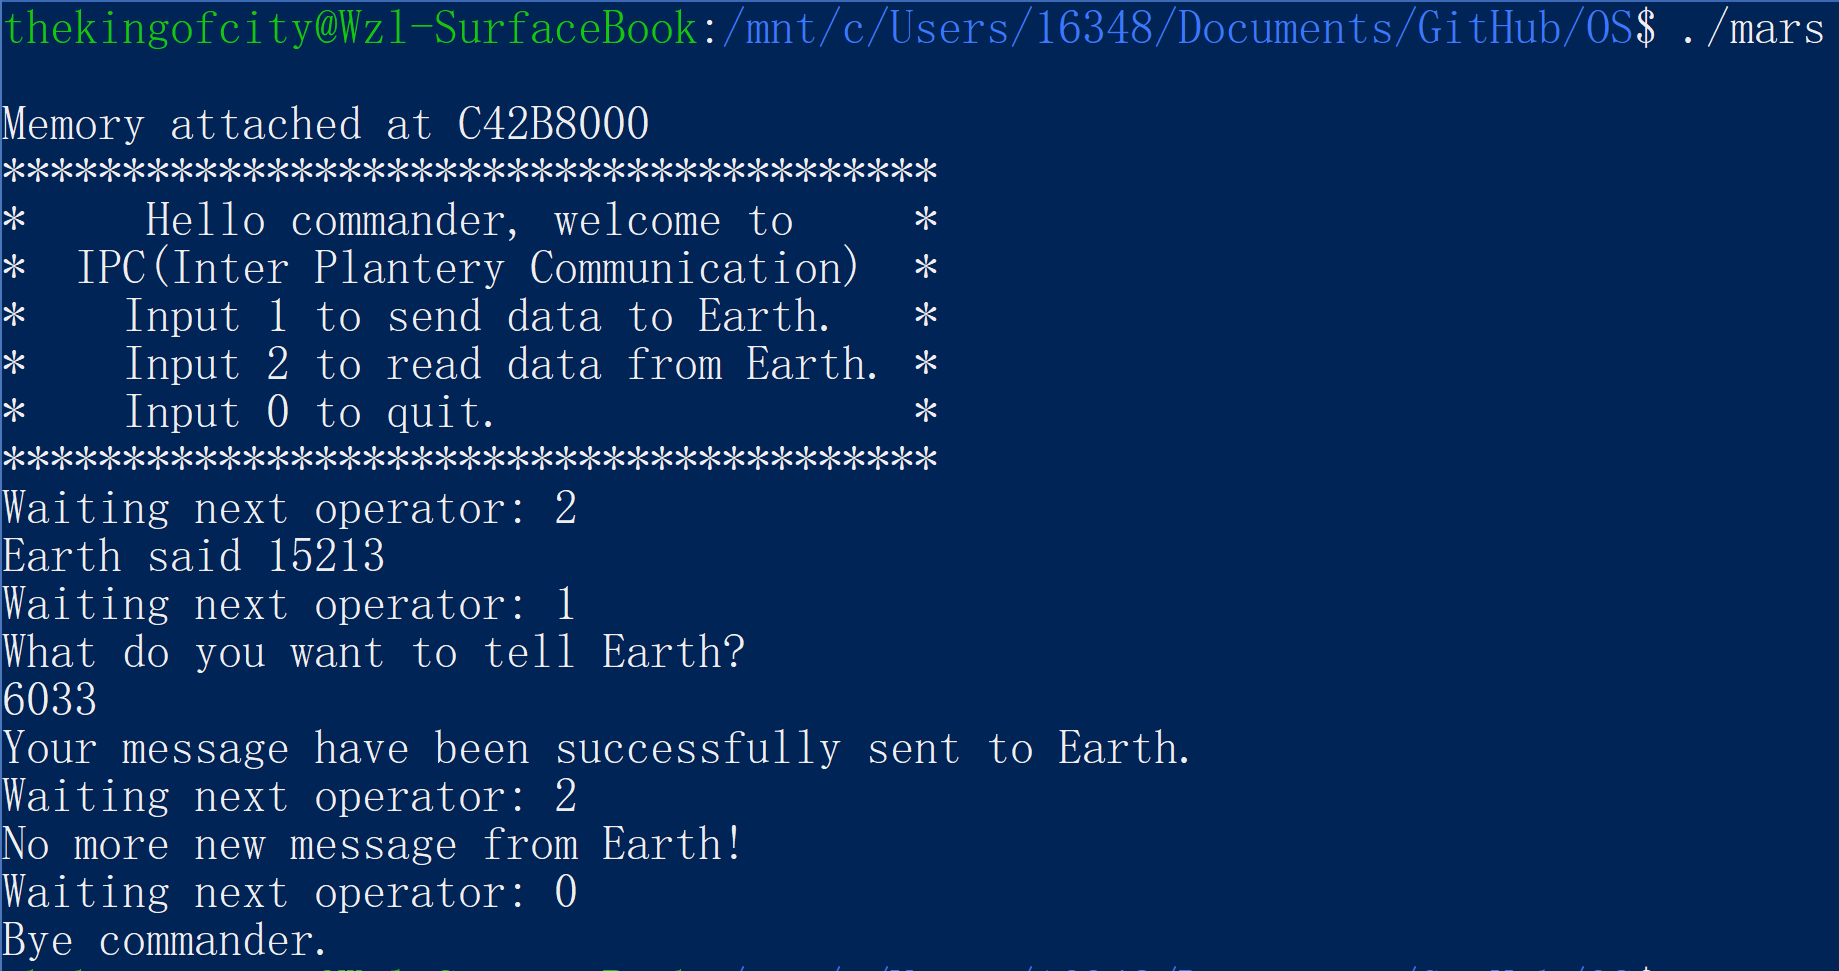 thekingofcity@Wzl-SurfaceBook:/mnt/c/Users/16348/Documents/GitHub/OS$ ./mars
Memory attached at C42B8000
***************************************
*     Hello commander, welcome to     *
*  IPC(Inter Plantery Communication)  *
*    Input 1 to send data to Earth.   *
*    Input 2 to read data from Earth. *
*    Input 0 to quit.                 *
***************************************
Waiting next operator: 2
Earth said 15213
Waiting next operator: 1
What do you want to tell Earth?
6033
Your message have been successfully sent to Earth.
Waiting next operator: 2
No more new message from Earth!
Waiting next operator: 0
Bye commander.